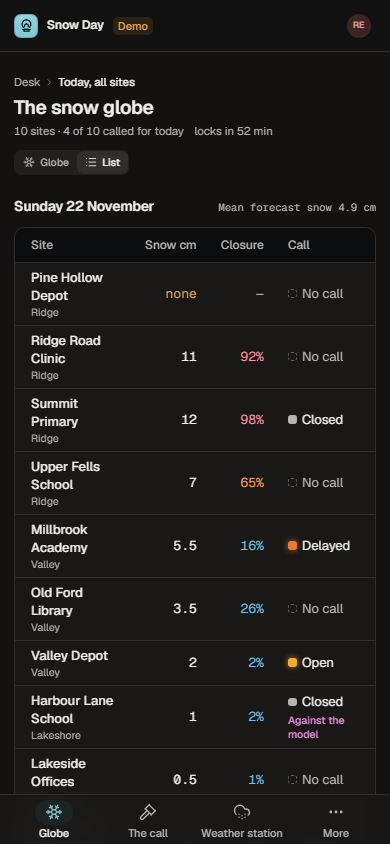 Snow Day Demo RE
Desk > Today, all sites
The snow globe
10 sites · 4 of 10 called for today locks in 52 min
Globe List
Sunday 22 November Mean forecast snow 4.9 cm
Site Snow cm Closure Call
Pine Hollow
Depot none — No call
Ridge
Ridge Road
Clinic 11 92% No call
Ridge
Summit
Primary 12 98% Closed
Ridge
Upper Fells
School 7 65% No call
Ridge
Millbrook
Academy 5.5 16% Delayed
Valley
Old Ford
Library 3.5 26% No call
Valley
Valley Depot 2 2% Open
Valley
Harbour Lane
School 1 2% Closed
Lakeshore Against the
model
Lakeside
Offices 0.5 1% No call
Globe The call Weather station More